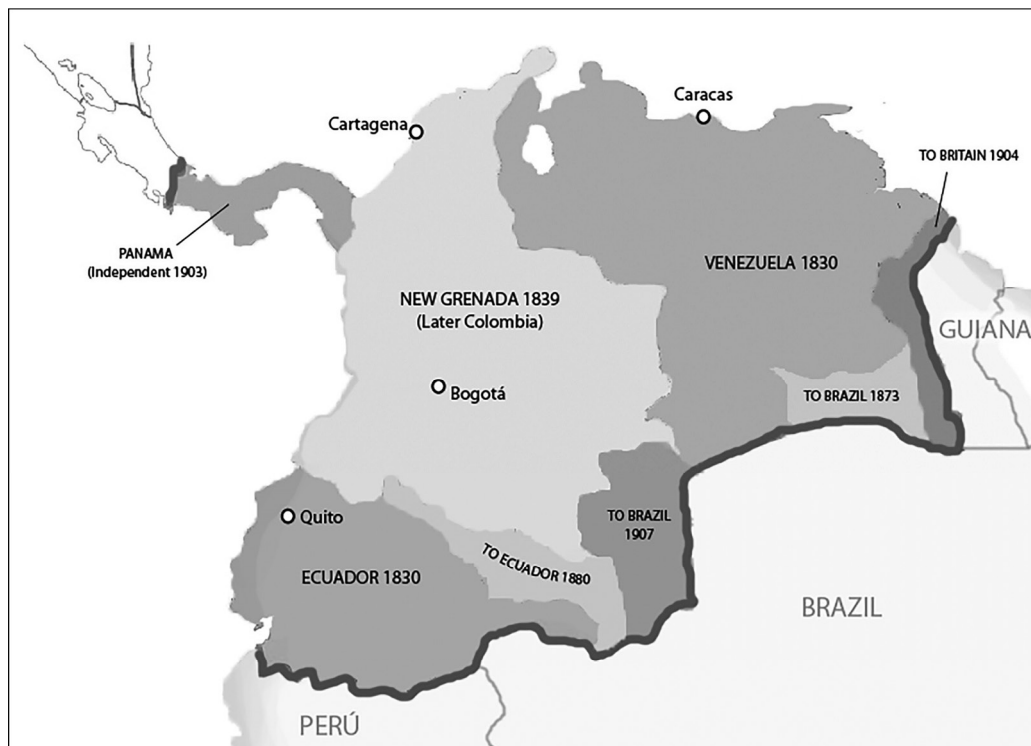 Caracas
Cartagena
TO BRITAIN 1904
PANAMA
(Independent 1903)
VENEZUELA 1830
NEW GRENADA 1839
(Later Colombia)
GUIANA
Bogotá
TO BRAZIL 1873
Quito
TO BRAZIL
1907
TO ECUADOR 1880
ECUADOR 1830
BRAZIL
PERÚ